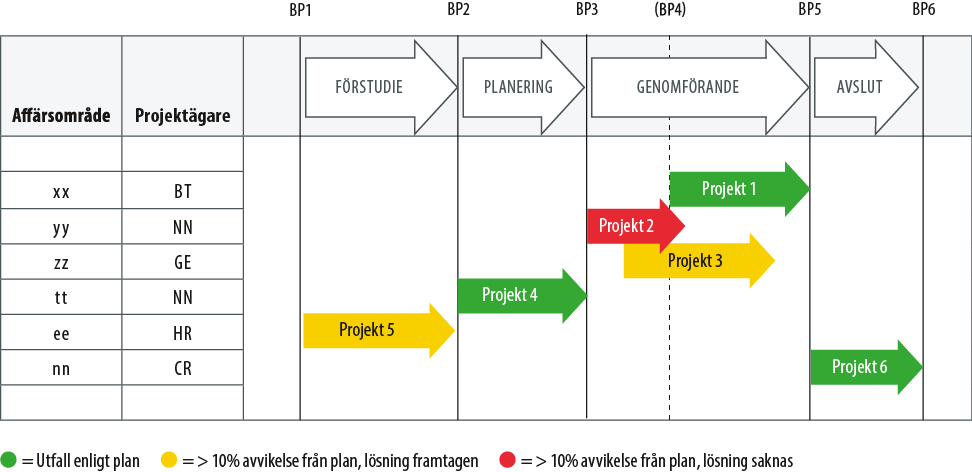 BP1 BP2 BP3 (BP4) BP5 BP6
FÖRSTUDIE PLANERING GENOMFÖRANDE AVSLUT
Affärsområde Projektägare
xx BT Projekt 1
yy NN Projekt 2
zz GE Projekt 3
tt NN Projekt 4
ee HR Projekt 5
nn CR Projekt 6
= Utfall enligt plan = > 10% avvikelse från plan, lösning framtagen = > 10% avvikelse från plan, lösning saknas